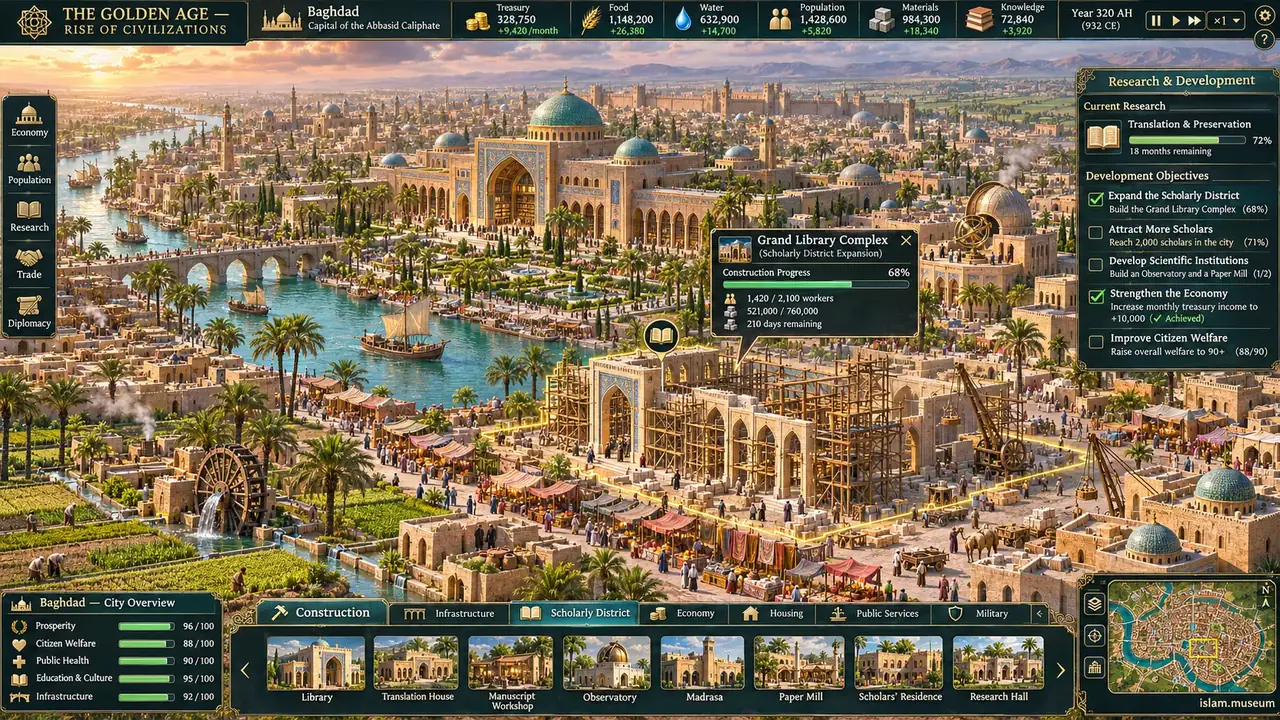 THE GOLDEN AGE —
RISE OF CIVILIZATIONS
Baghdad
Capital of the Abbasid Caliphate
Treasury
328,750
+9,420 /month
Food
1,148,200
+26,380
Water
632,900
+14,700
Population
1,428,600
+5,820
Materials
984,300
+18,340
Knowledge
72,840
+3,920
Year 320 AH
(932 CE)
×1
?
Economy
Population
Research
Trade
Diplomacy
Research & Development
Current Research
Translation & Preservation
72%
18 months remaining
Development Objectives
Expand the Scholarly District
Build the Grand Library Complex (68%)
Attract More Scholars
Reach 2,000 scholars in the city (71%)
Develop Scientific Institutions
Build an Observatory and a Paper Mill (1/2)
Strengthen the Economy
Increase monthly treasury income to
+10,000 (✓ Achieved)
Improve Citizen Welfare
Raise overall welfare to 90+ (88/90)
Grand Library Complex
(Scholarly District Expansion)
Construction Progress 68%
1,420 / 2,100 workers
521,000 / 760,000
210 days remaining
Baghdad — City Overview
Prosperity 96 / 100
Citizen Welfare 88 / 100
Public Health 90 / 100
Education & Culture 95 / 100
Infrastructure 92 / 100
Construction
Infrastructure
Scholarly District
Economy
Housing
Public Services
Military
Library
Translation House
Manuscript
Workshop
Observatory
Madrasa
Paper Mill
Scholars' Residence
Research Hall
N
islam.museum